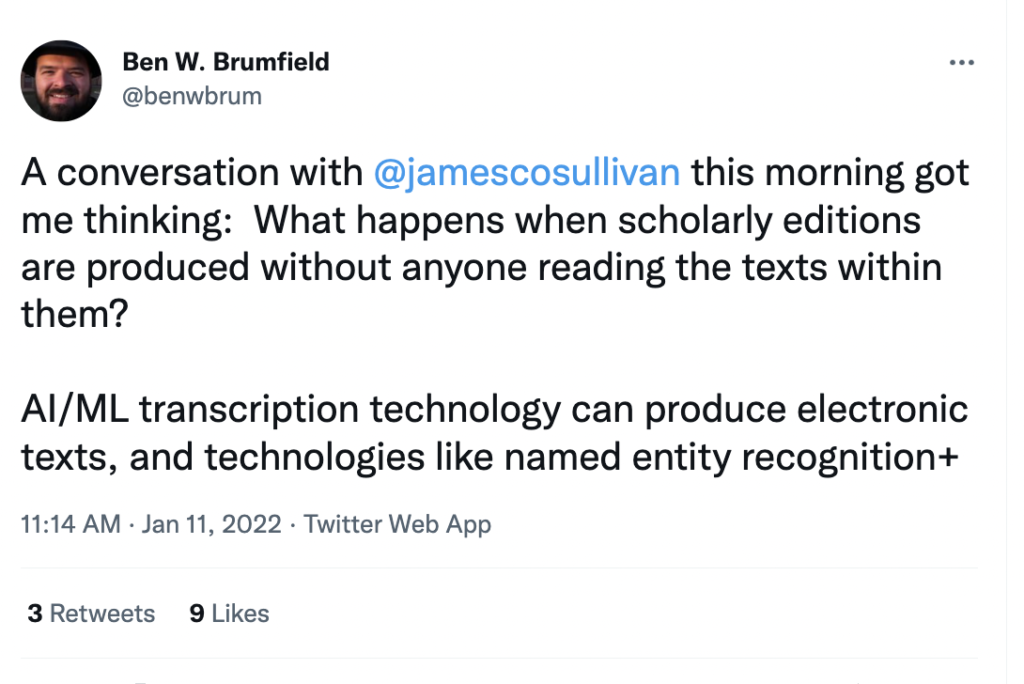 Ben W. Brumfield
@benwbrum
A conversation with @jamescosullivan this morning got
me thinking:  What happens when scholarly editions
are produced without anyone reading the texts within
them?
AI/ML transcription technology can produce electronic
texts, and technologies like named entity recognition+
11:14 AM · Jan 11, 2022 · Twitter Web App
3 Retweets 9 Likes